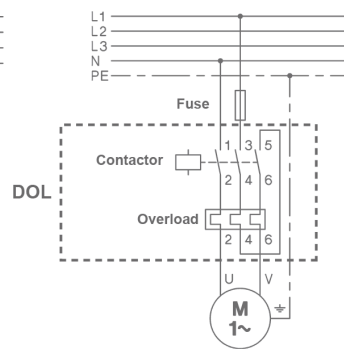 L1
L2
L3
N
PE
Fuse
1 3 5
Contactor
2 4 6
DOL
Overload
2 4 6
U V
M
1~